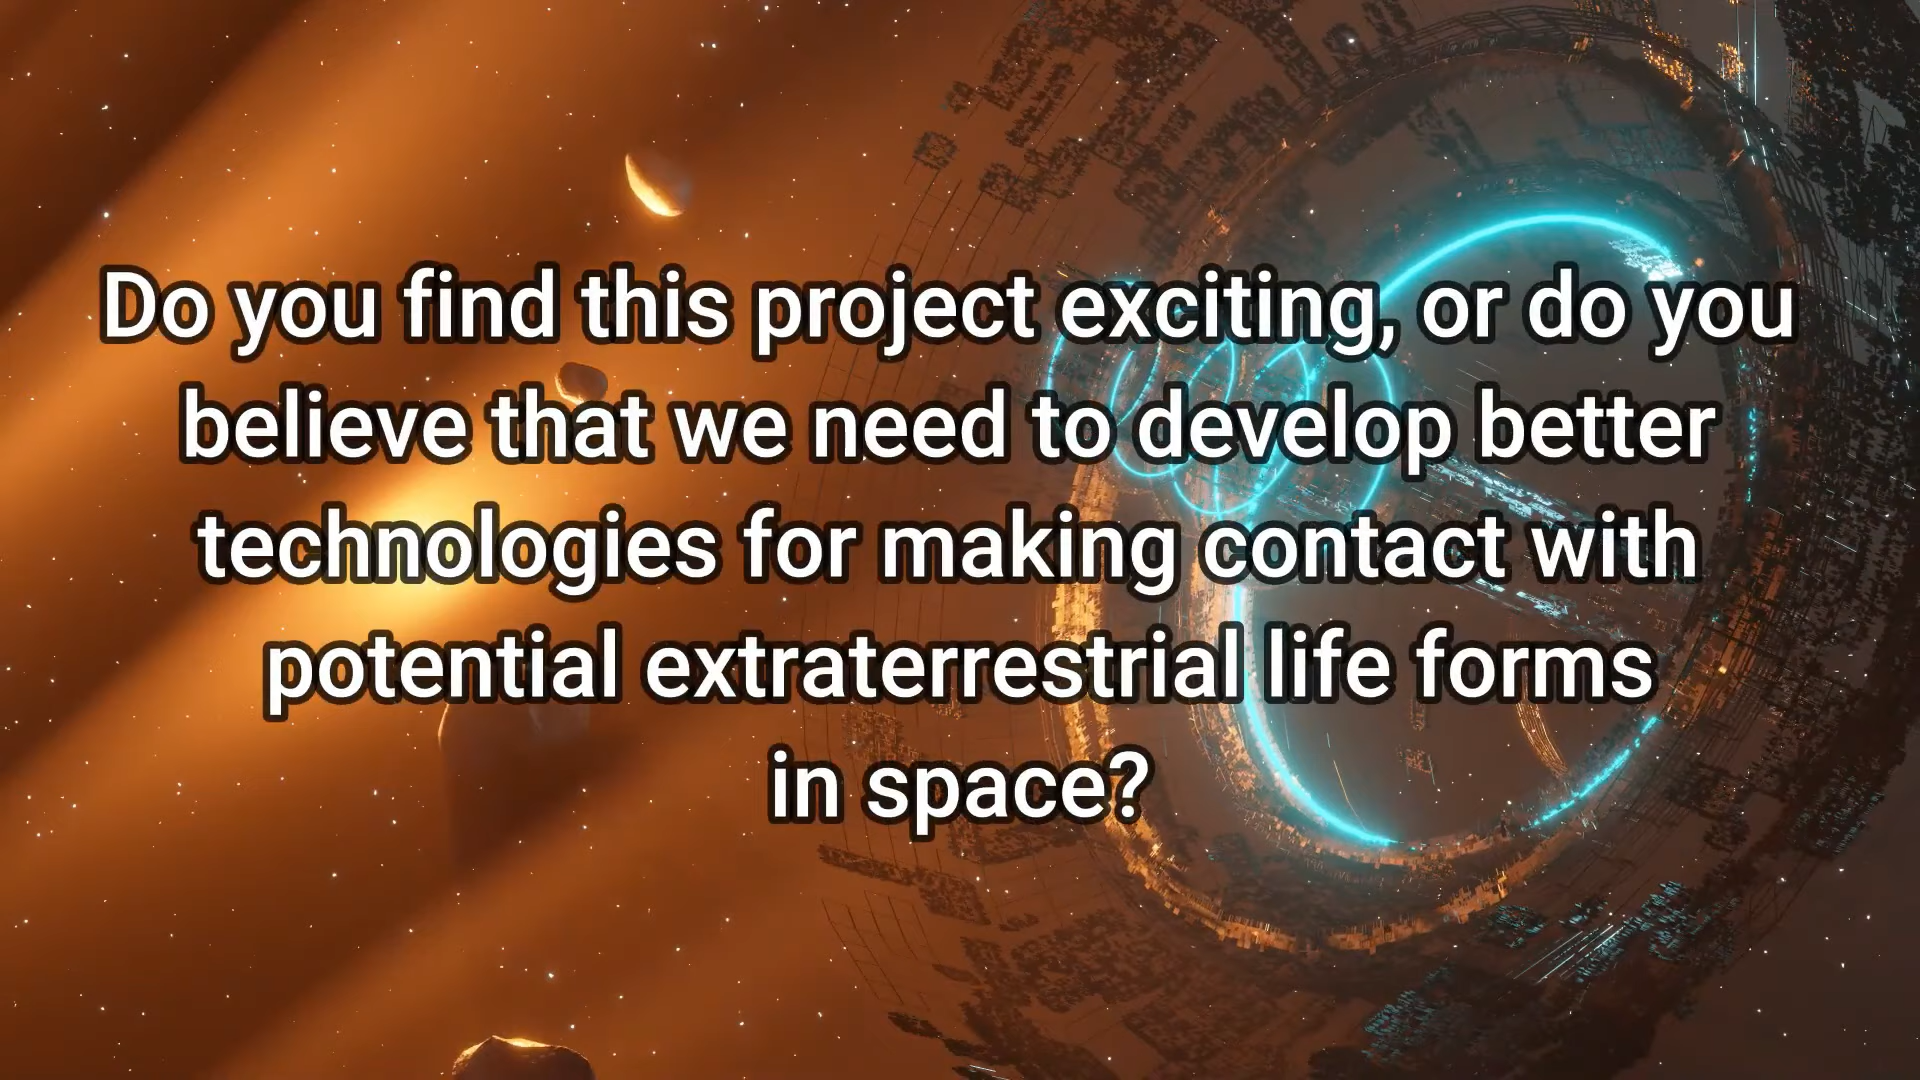 Do you find this project exciting, or do you
believe that we need to develop better
technologies for making contact with
potential extraterrestrial life forms
in space?